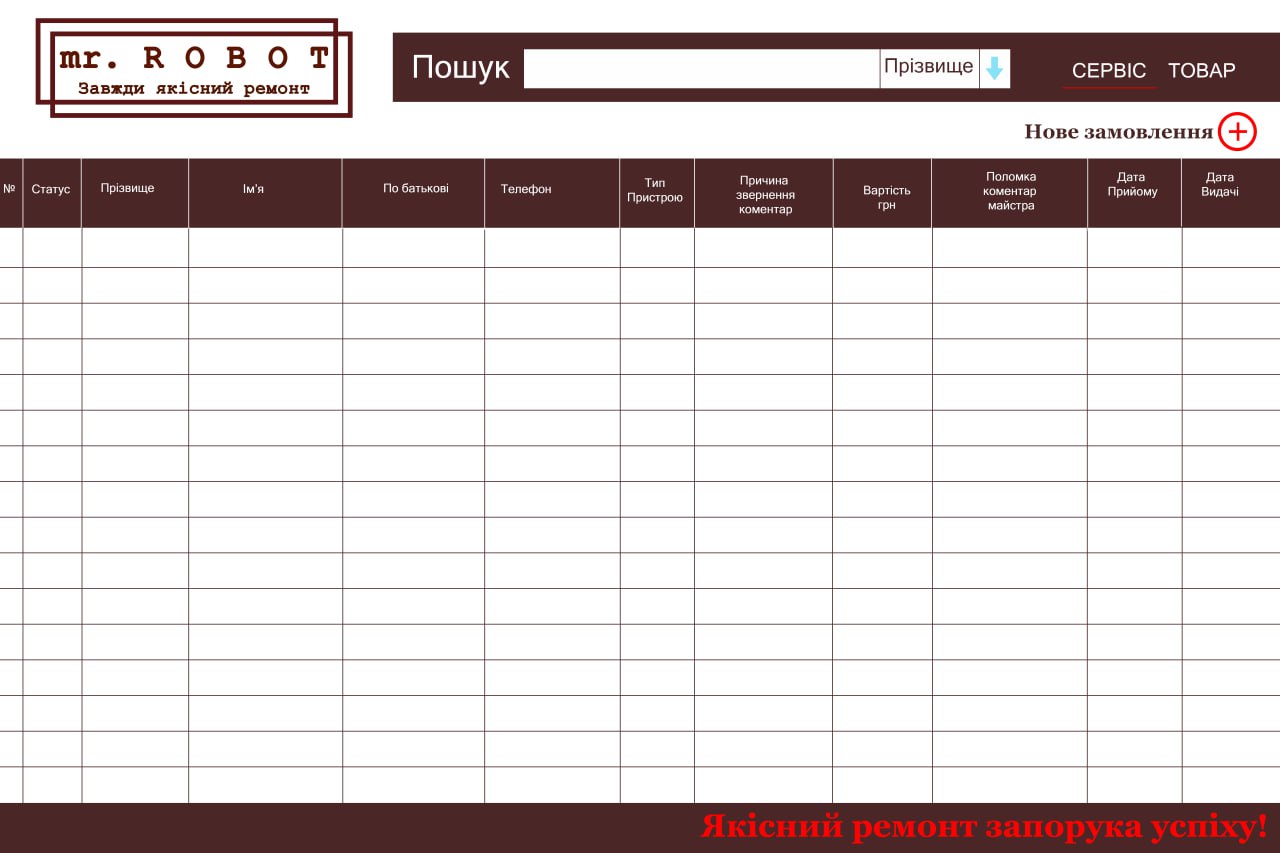 mr. R O B O T
Завжди якісний ремонт
Пошук
Прізвище
СЕРВІС
ТОВАР
Нове замовлення
№
Статус
Прізвище
Ім'я
По батькові
Телефон
Тип
Пристрою
Причина
звернення
коментар
Вартість
грн
Поломка
коментар
майстра
Дата
Прийому
Дата
Видачі
Якісний ремонт запорука успіху!